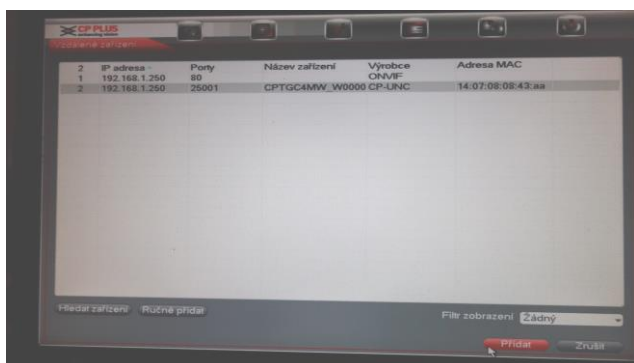 CP PLUS
Vzdálené zařízení
2 IP adresa Porty Název zařízení Výrobce Adresa MAC
1 192.168.1.250 80 ONVIF
2 192.168.1.250 25001 CPTGC4MW_W0000 CP-UNC 14:07:08:08:43:aa
Hledat zařízení Ručně přidat
Filtr zobrazení Žádný
Přidat Zrušit